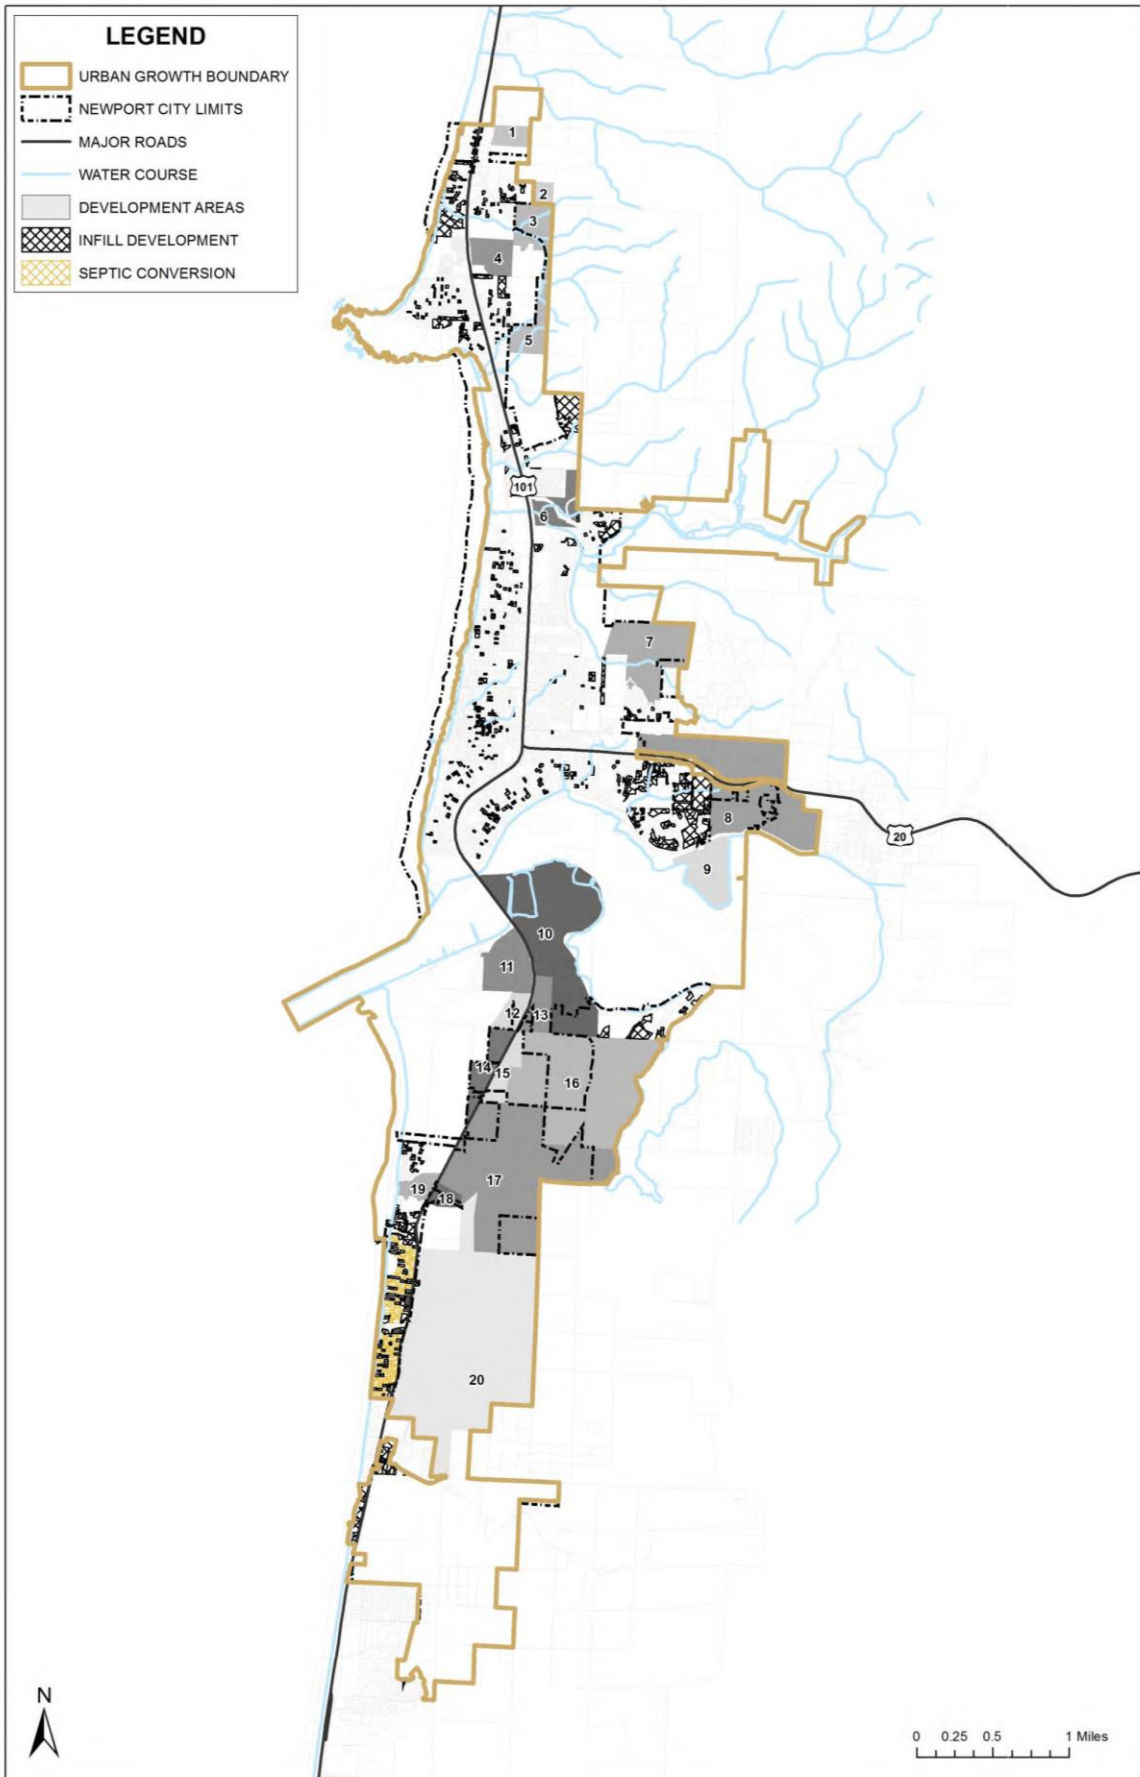 LEGEND
URBAN GROWTH BOUNDARY
NEWPORT CITY LIMITS
MAJOR ROADS
WATER COURSE
DEVELOPMENT AREAS
INFILL DEVELOPMENT
SEPTIC CONVERSION
1
2
3
4
5
101
6
7
8
20
9
10
11
12
13
14
15
16
17
18
19
20
N
0 0.25 0.5 1 Miles